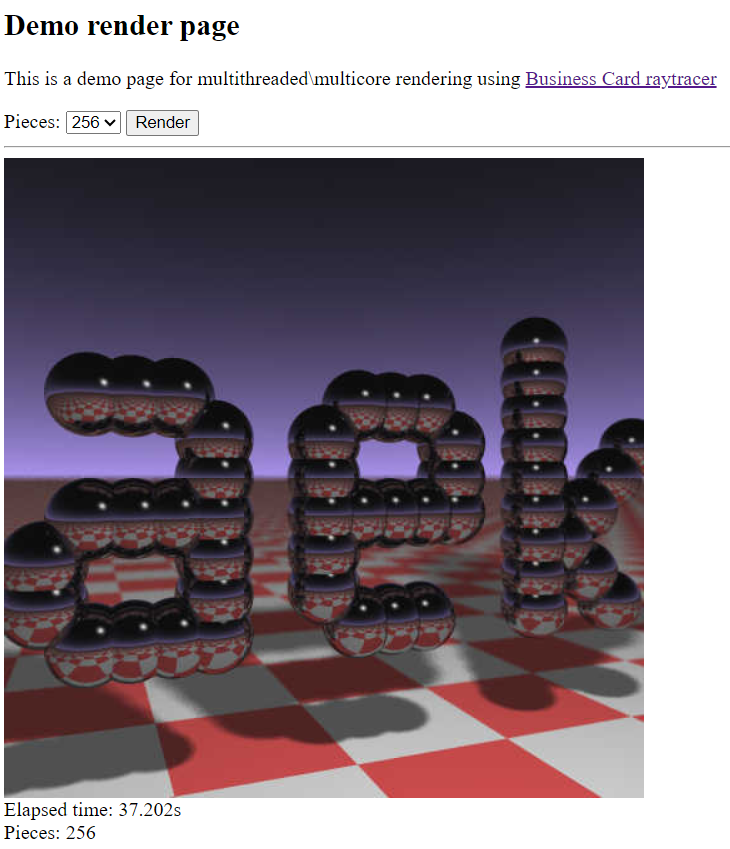 Demo render page
This is a demo page for multithreaded\multicore rendering using Business Card raytracer
Pieces: 256 Render
aek
Elapsed time: 37.202s
Pieces: 256